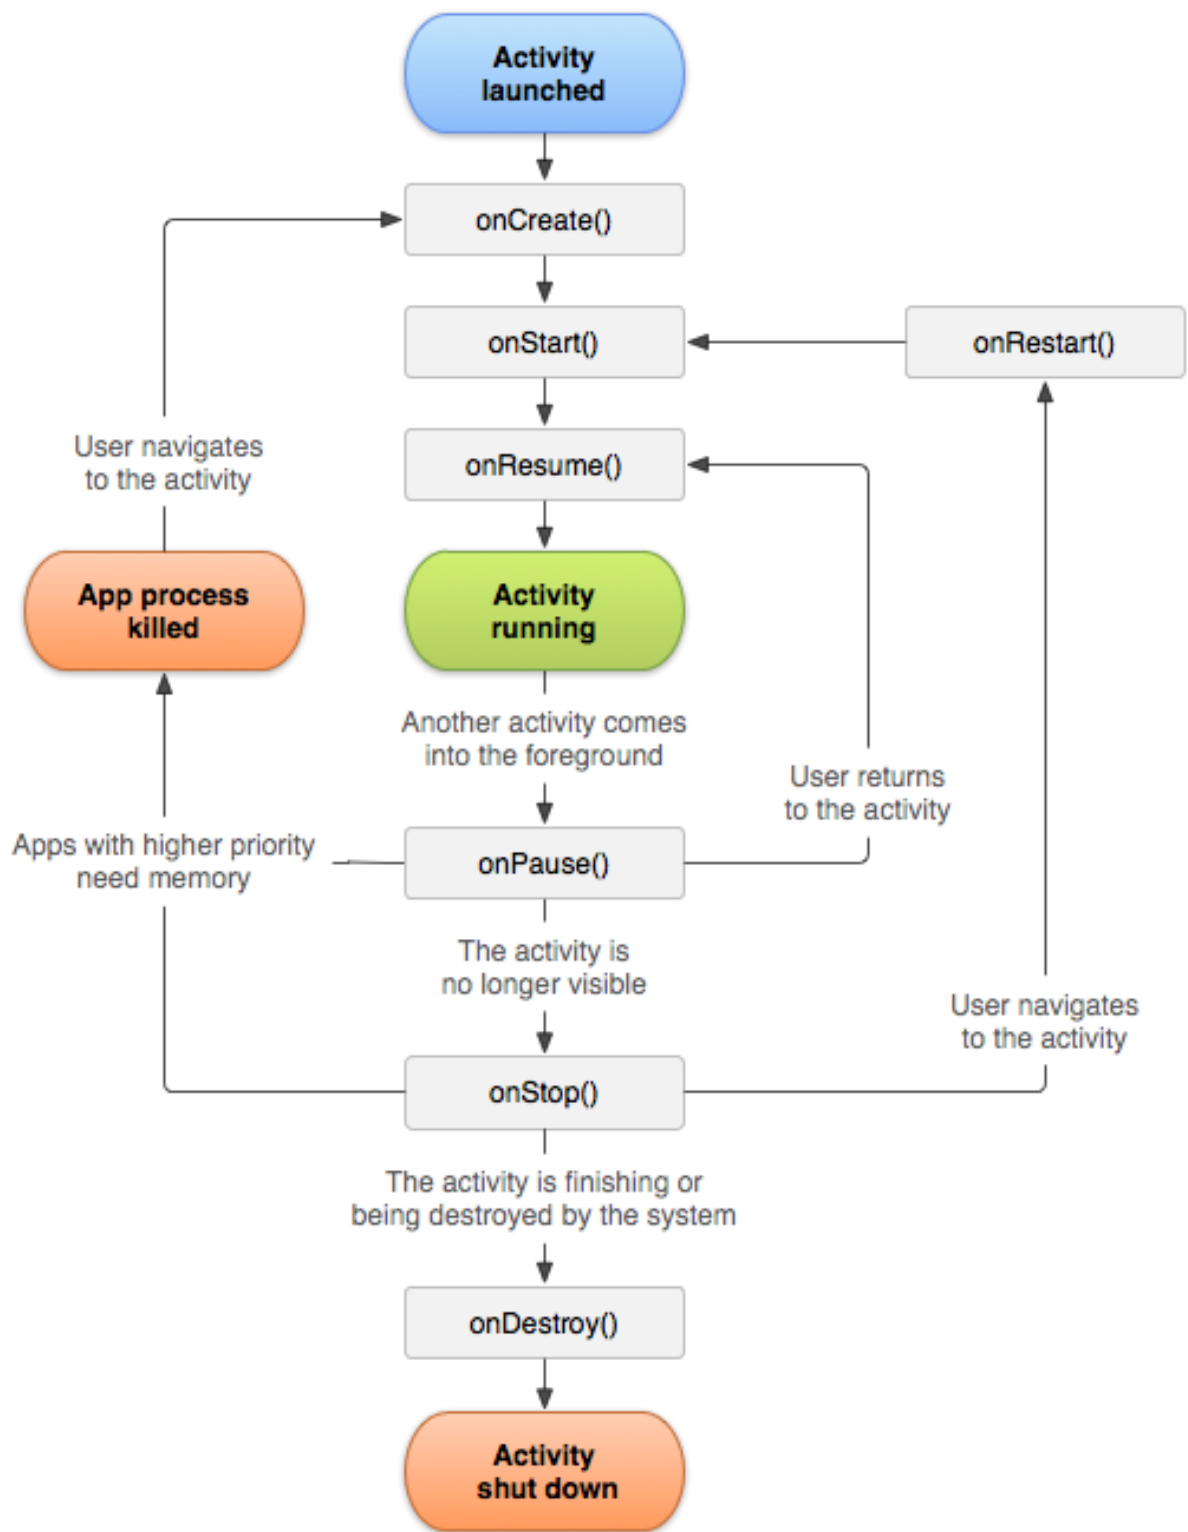 Activity
launched
onCreate()
onStart()
onRestart()
User navigates
to the activity
onResume()
App process
killed
Activity
running
Another activity comes
into the foreground
User returns
to the activity
Apps with higher priority
need memory
onPause()
The activity is
no longer visible
User navigates
to the activity
onStop()
The activity is finishing or
being destroyed by the system
onDestroy()
Activity
shut down